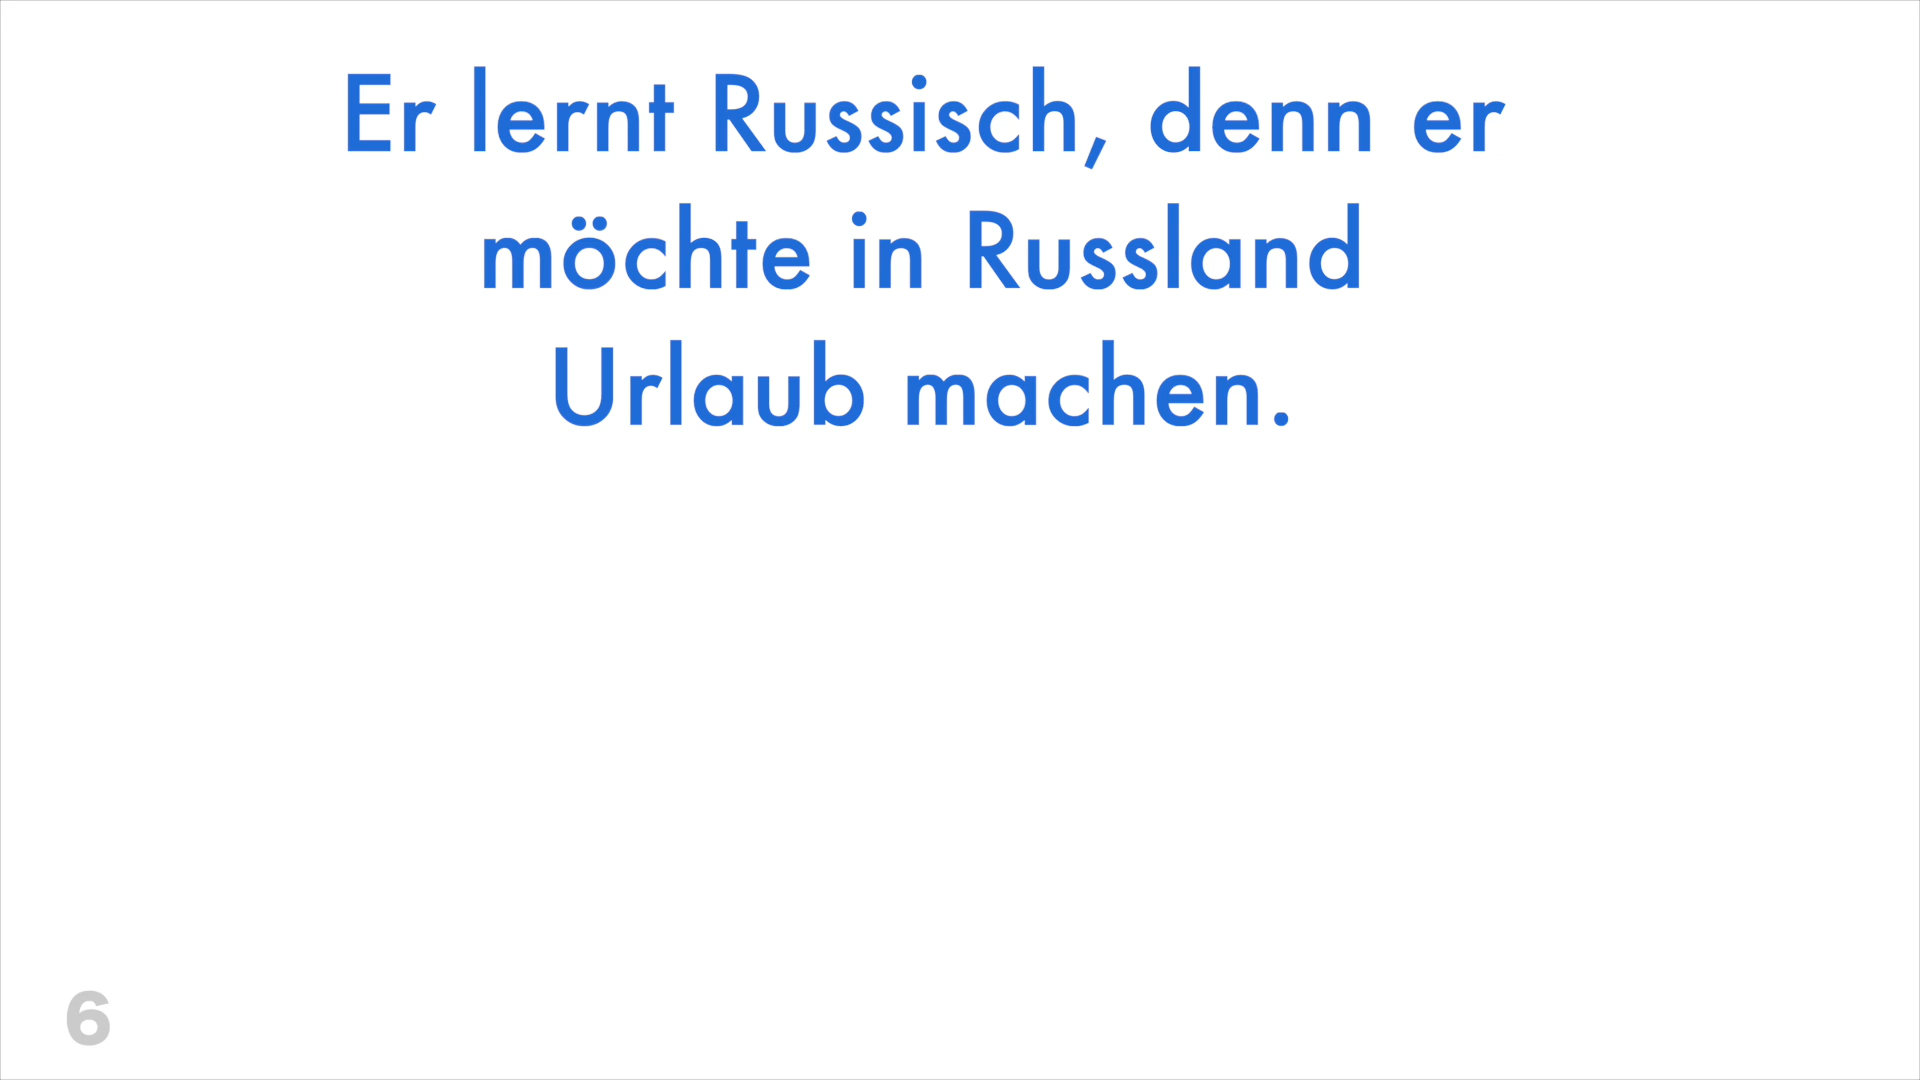 Er lernt Russisch, denn er
möchte in Russland
Urlaub machen.
6